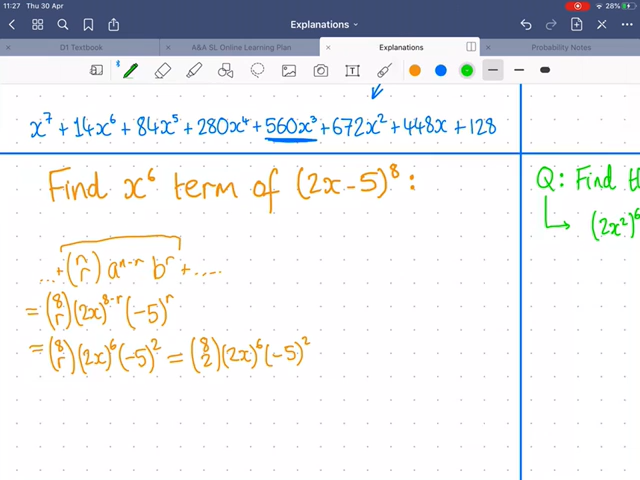 11:27 Thu 30 Apr
28%
Explanations
D1 Textbook
A&A SL Online Learning Plan
Explanations
Probability Notes
x⁷ + 14x⁶ + 84x⁵ + 280x⁴ + 560x³ + 672x² + 448x + 128
Find x⁶ term of (2x - 5)⁸ :
Q: Find th
(2x²)⁶
... + (n r) aⁿ⁻ʳ bʳ + ....
= (8 r) (2x)⁸⁻ʳ (-5)ʳ
= (8 r) (2x)⁶ (-5)² = (8 2) (2x)⁶ (-5)²